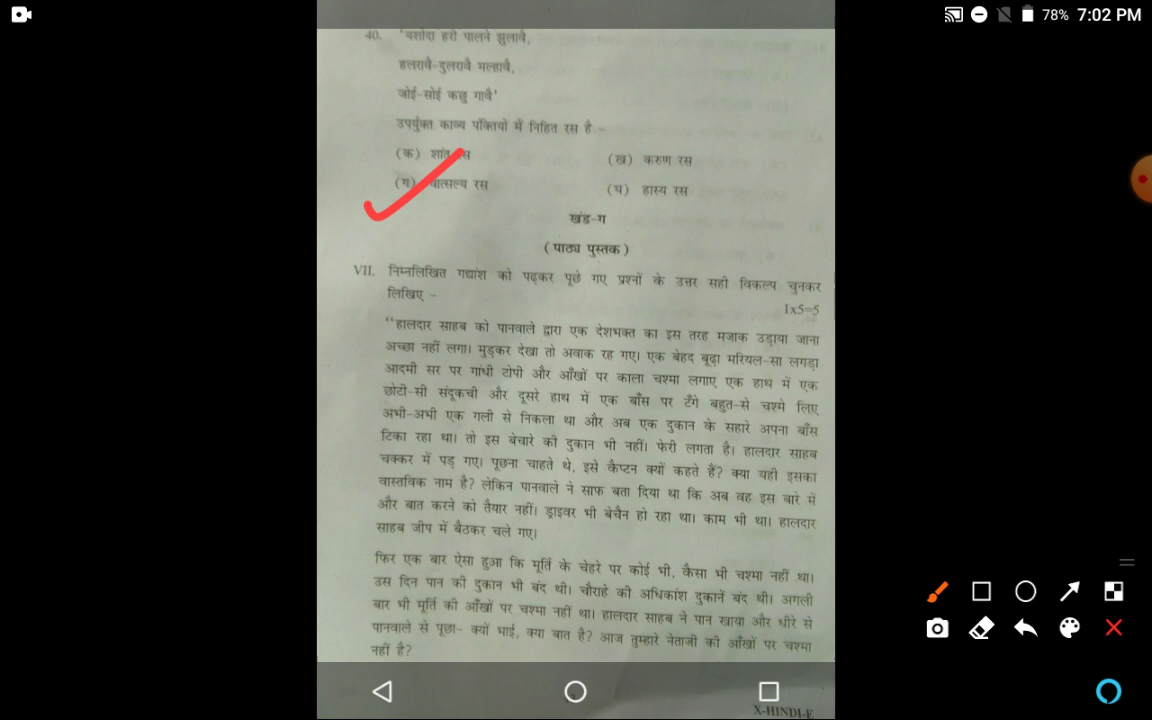 78% 7:02 PM
40. 'यशोदा हरी पालने झुलावै,
हलरावै-दुलरावै मल्हावै,
जोई-सोई कछु गावै'
उपर्युक्त काव्य पंक्तियों में निहित रस है -
(क) शांत रस (ख) करुण रस
(ग) वात्सल्य रस (घ) हास्य रस
खंड-ग
(पाठ्य पुस्तक)
VII. निम्नलिखित गद्यांश को पढ़कर पूछे गए प्रश्नों के उत्तर सही विकल्प चुनकर
लिखिए - 1x5=5
"हालदार साहब को पानवाले द्वारा एक देशभक्त का इस तरह मजाक उड़ाया जाना
अच्छा नहीं लगा। मुड़कर देखा तो अवाक रह गए। एक बेहद बूढ़ा मरियल-सा लगड़ा
आदमी सर पर गांधी टोपी और आँखों पर काला चश्मा लगाए एक हाथ में एक
छोटी-सी संदूकची और दूसरे हाथ में एक बाँस पर टँगे बहुत-से चश्मे लिए
अभी-अभी एक गली से निकला था और अब एक दुकान के सहारे अपना बाँस
टिका रहा था। तो इस बेचारे की दुकान भी नहीं। फेरी लगता है। हालदार साहब
चक्कर में पड़ गए। पूछना चाहते थे, इसे कैप्टन क्यों कहते हैं? क्या यही इसका
वास्तविक नाम है? लेकिन पानवाले ने साफ बता दिया था कि अब वह इस बारे में
और बात करने को तैयार नहीं। ड्राइवर भी बेचैन हो रहा था। काम भी था। हालदार
साहब जीप में बैठकर चले गए।
फिर एक बार ऐसा हुआ कि मूर्ति के चेहरे पर कोई भी, कैसा भी चश्मा नहीं था।
उस दिन पान की दुकान भी बंद थी। चौराहे की अधिकांश दुकानें बंद थी। अगली
बार भी मूर्ति की आँखों पर चश्मा नहीं था। हालदार साहब ने पान खाया और धीरे से
पानवाले से पूछा- क्यों भाई, क्या बात है? आज तुम्हारे नेताजी की आँखों पर चश्मा
नहीं है?
X-HINDI-E